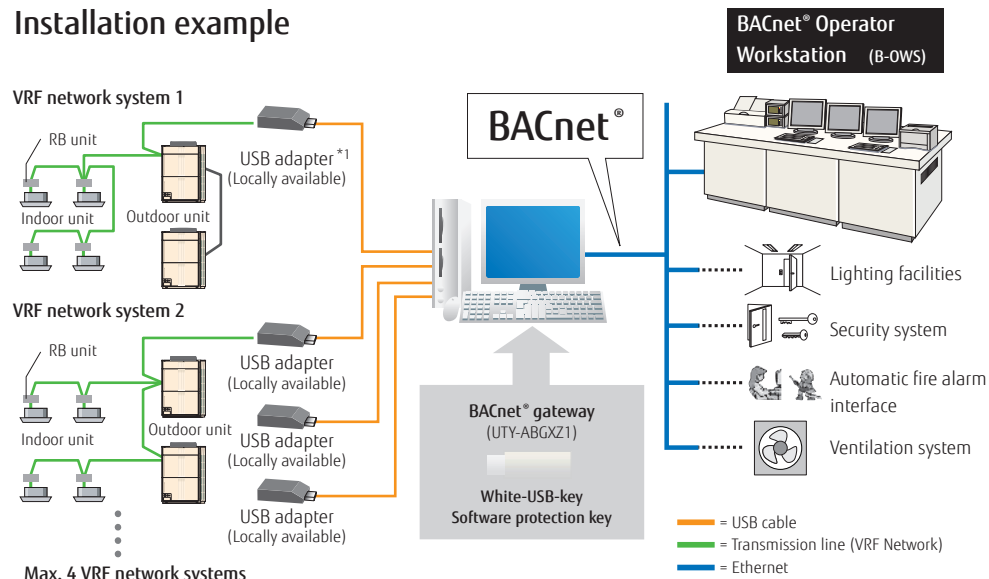 Installation example
BACnet® Operator
Workstation (B-OWS)
VRF network system 1
RB unit
Indoor unit
Outdoor unit
USB adapter*1
(Locally available)
BACnet®
VRF network system 2
RB unit
Indoor unit
Outdoor unit
USB adapter
(Locally available)
USB adapter
(Locally available)
USB adapter
(Locally available)
Max. 4 VRF network systems
BACnet® gateway
(UTY-ABGXZ1)
White-USB-key
Software protection key
Lighting facilities
Security system
Automatic fire alarm
interface
Ventilation system
= USB cable
= Transmission line (VRF Network)
= Ethernet